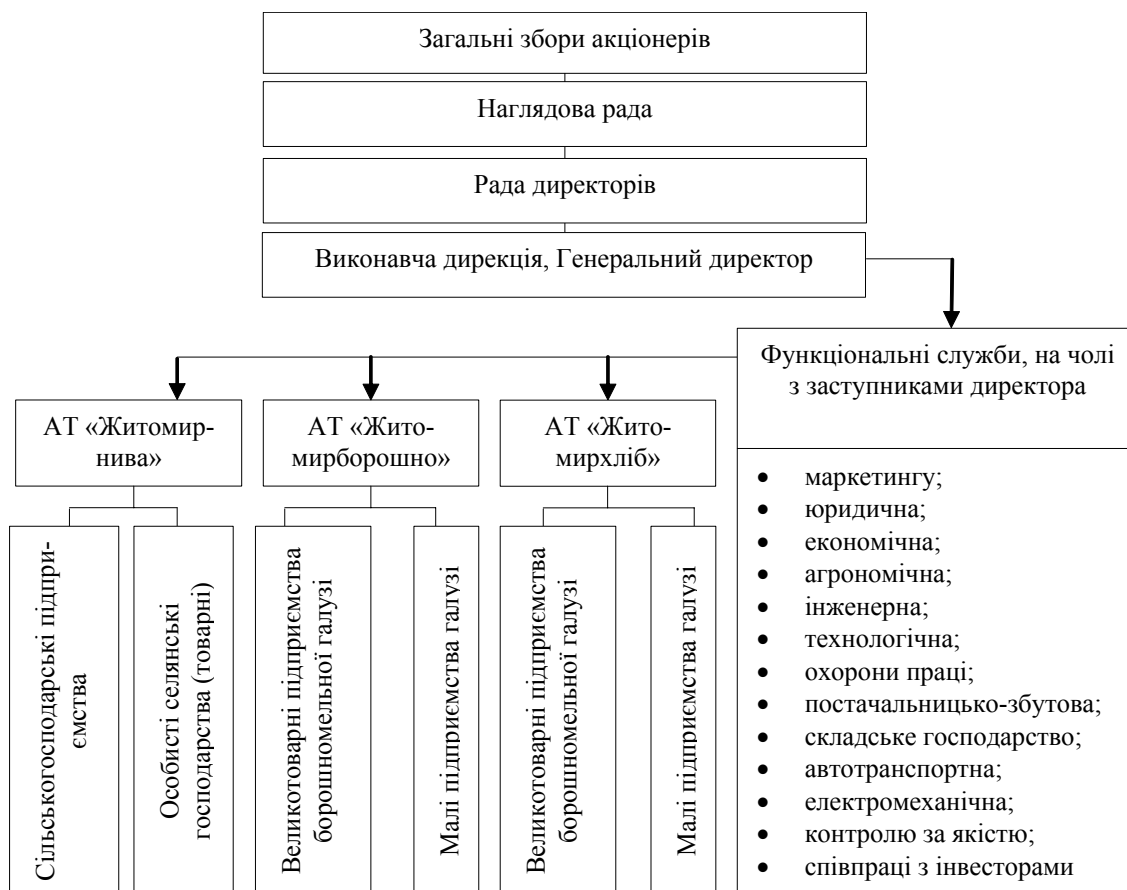 Загальні збори акціонерів
Наглядова рада
Рада директорів
Виконавча дирекція, Генеральний директор
Функціональні служби, на чолі
з заступниками директора
АТ «Житомир-
нива»
АТ «Жито-
мирборошно»
АТ «Жито-
мирхліб»
Сільськогосподарські підпри-
ємства
Особисті селянські
господарства (товарні)
Великотоварні підприємства
борошномельної галузі
Малі підприємства галузі
Великотоварні підприємства
борошномельної галузі
Малі підприємства галузі
• маркетингу;
• юридична;
• економічна;
• агрономічна;
• інженерна;
• технологічна;
• охорони праці;
• постачальницько-збутова;
• складське господарство;
• автотранспортна;
• електромеханічна;
• контролю за якістю;
• співпраці з інвесторами